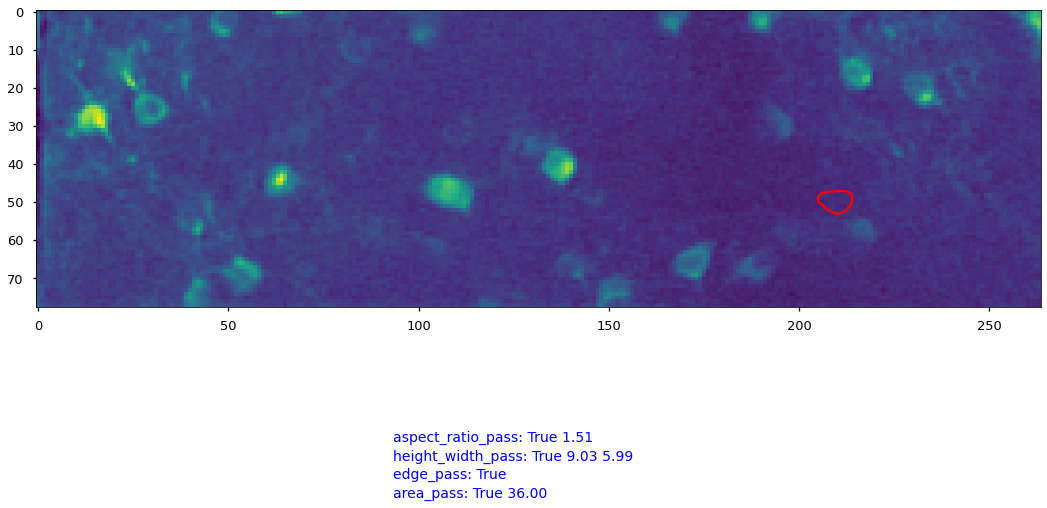 0
10
20
30
40
50
60
70
0 50 100 150 200 250
aspect_ratio_pass: True 1.51
height_width_pass: True 9.03 5.99
edge_pass: True
area_pass: True 36.00